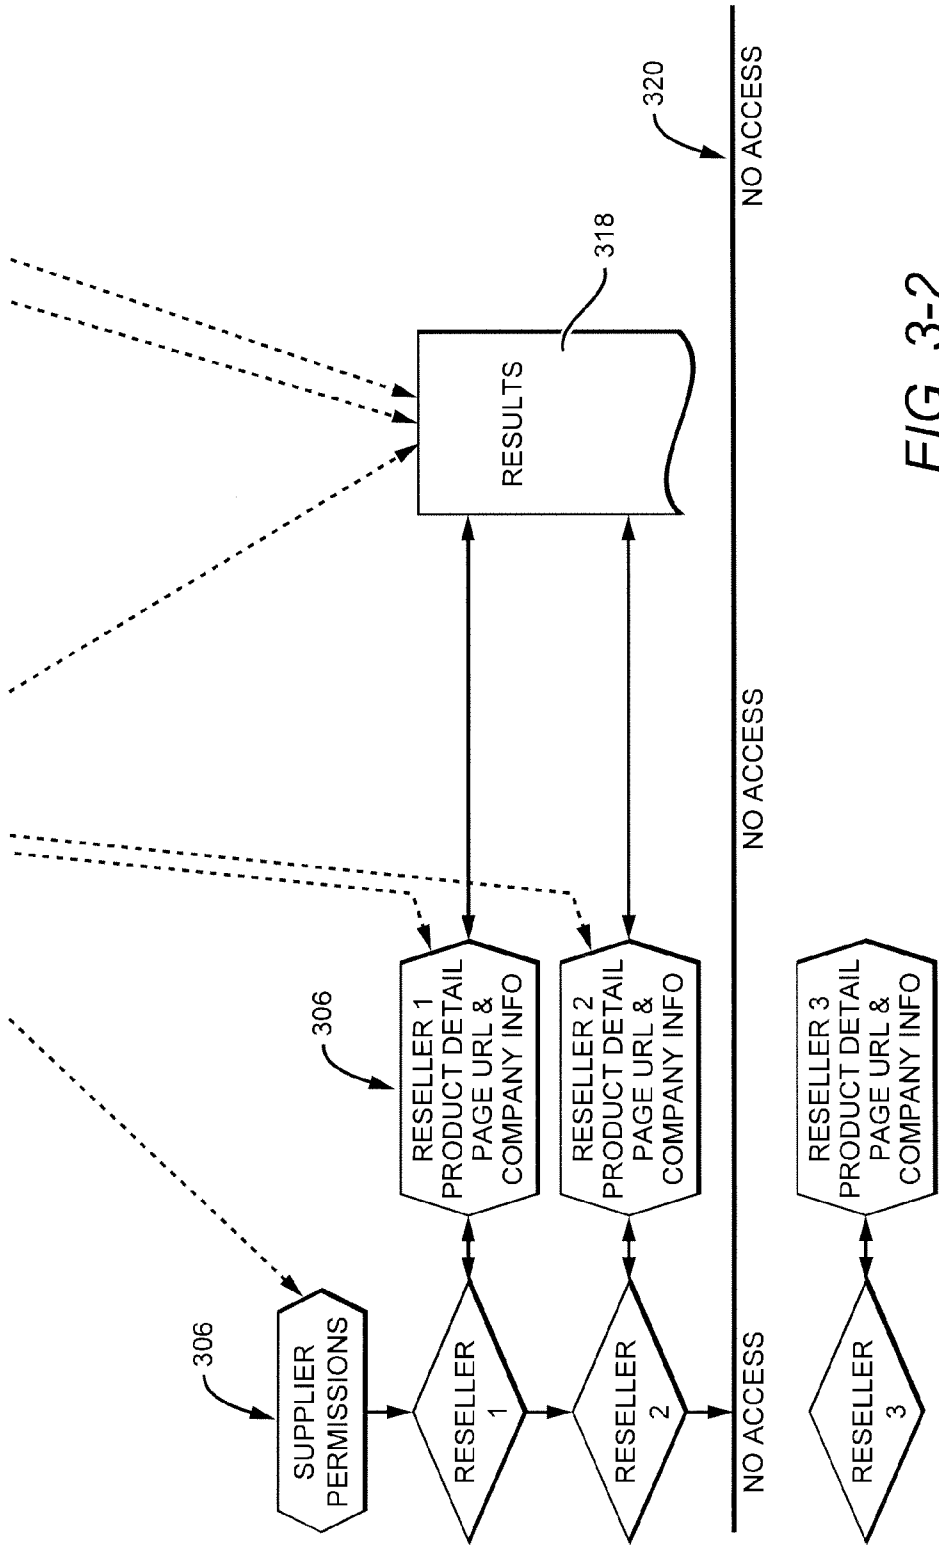 306
SUPPLIER
PERMISSIONS
RESELLER
1
306
RESELLER 1
PRODUCT DETAIL
PAGE URL &
COMPANY INFO
RESULTS
318
RESELLER
2
RESELLER 2
PRODUCT DETAIL
PAGE URL &
COMPANY INFO
320
NO ACCESS
NO ACCESS
NO ACCESS
RESELLER
3
RESELLER 3
PRODUCT DETAIL
PAGE URL &
COMPANY INFO
FIG. 3-2